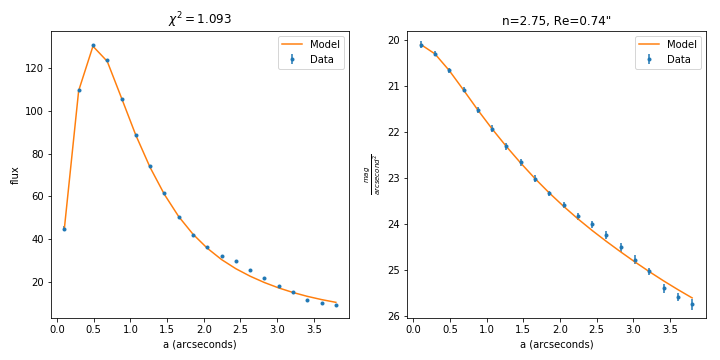 χ² = 1.093
Model
Data
flux
120
100
80
60
40
20
0.0 0.5 1.0 1.5 2.0 2.5 3.0 3.5
a (arcseconds)
n=2.75, Re=0.74"
Model
Data
mag
arcsecond²
20
21
22
23
24
25
26
0.0 0.5 1.0 1.5 2.0 2.5 3.0 3.5
a (arcseconds)